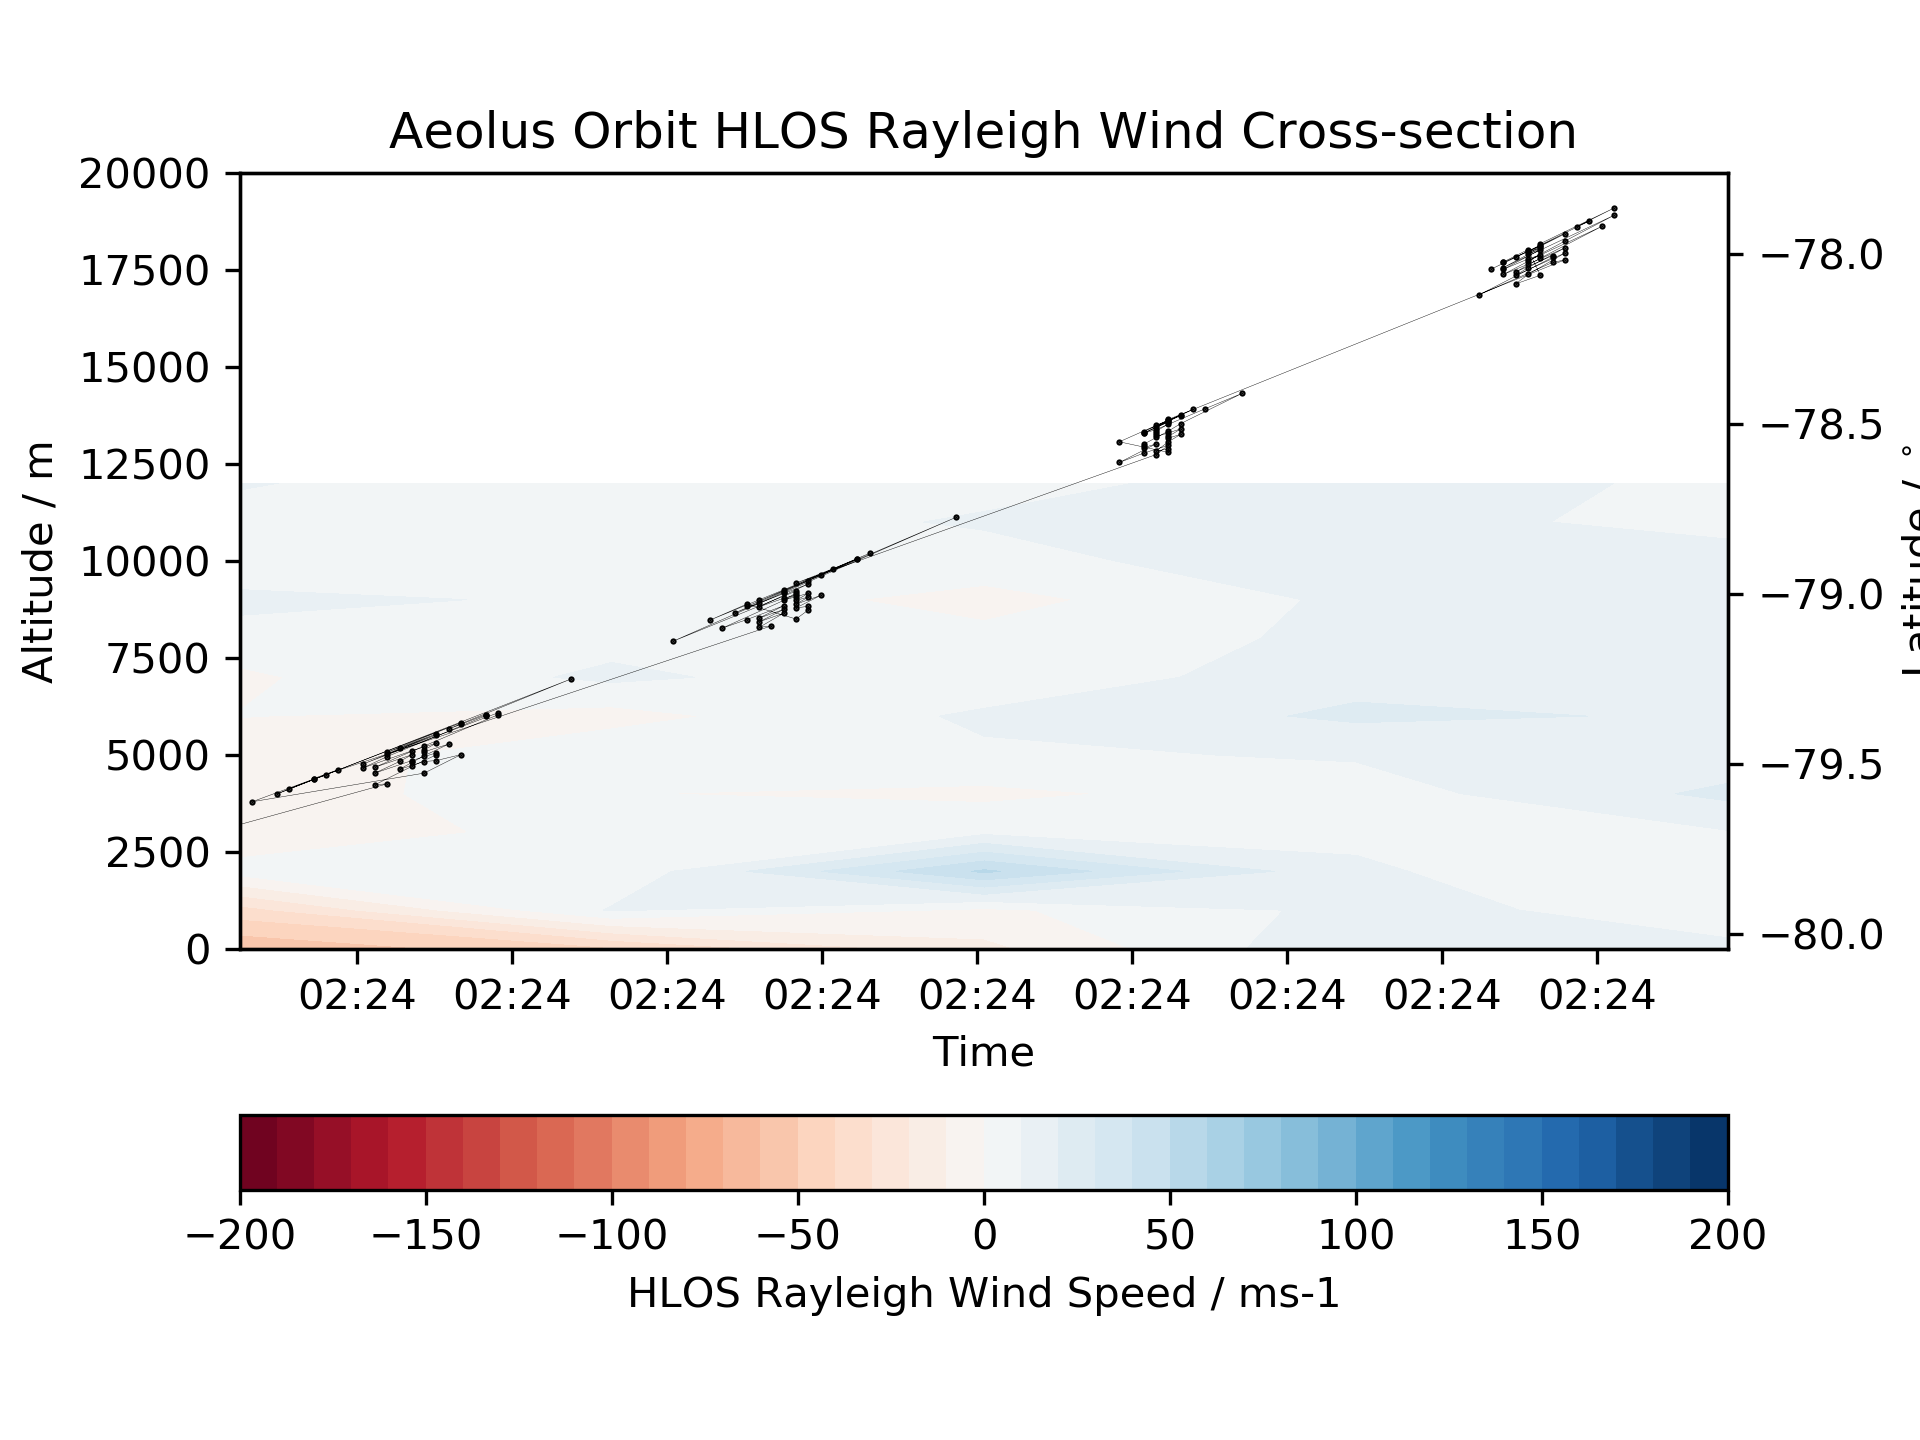 Aeolus Orbit HLOS Rayleigh Wind Cross-section
20000
17500
15000
12500
10000
7500
5000
2500
0
Altitude / m
−78.0
−78.5
−79.0
−79.5
−80.0
Latitude / °
02:24 02:24 02:24 02:24 02:24 02:24 02:24 02:24 02:24
Time
−200 −150 −100 −50 0 50 100 150 200
HLOS Rayleigh Wind Speed / ms-1